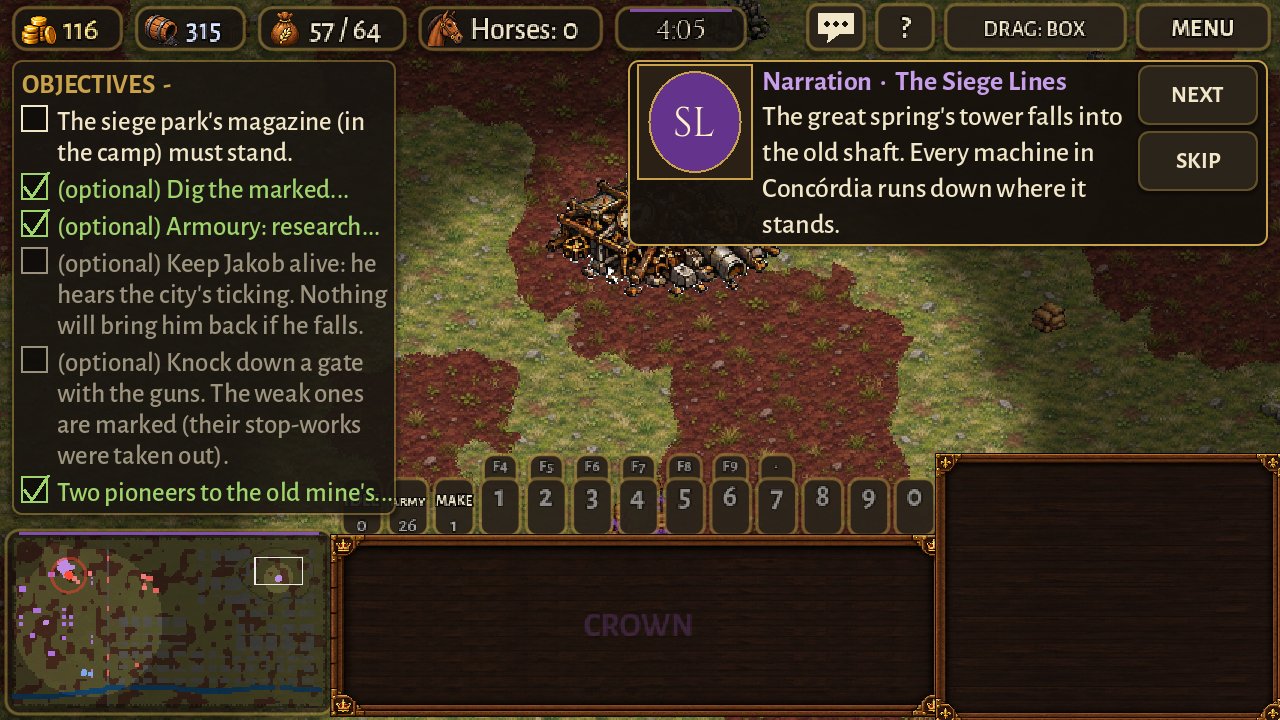 116
315
57 / 64
Horses: 0
4:05
?
DRAG: BOX
MENU
OBJECTIVES -
The siege park's magazine (in
the camp) must stand.
(optional) Dig the marked...
(optional) Armoury: research...
(optional) Keep Jakob alive: he
hears the city's ticking. Nothing
will bring him back if he falls.
(optional) Knock down a gate
with the guns. The weak ones
are marked (their stop-works
were taken out).
Two pioneers to the old mine's...
SL
Narration · The Siege Lines
The great spring's tower falls into
the old shaft. Every machine in
Concórdia runs down where it
stands.
NEXT
SKIP
F4 F5 F6 F7 F8 F9 ·
MAKE 1 2 3 4 5 6 7 8 9 0
0 26 1
CROWN